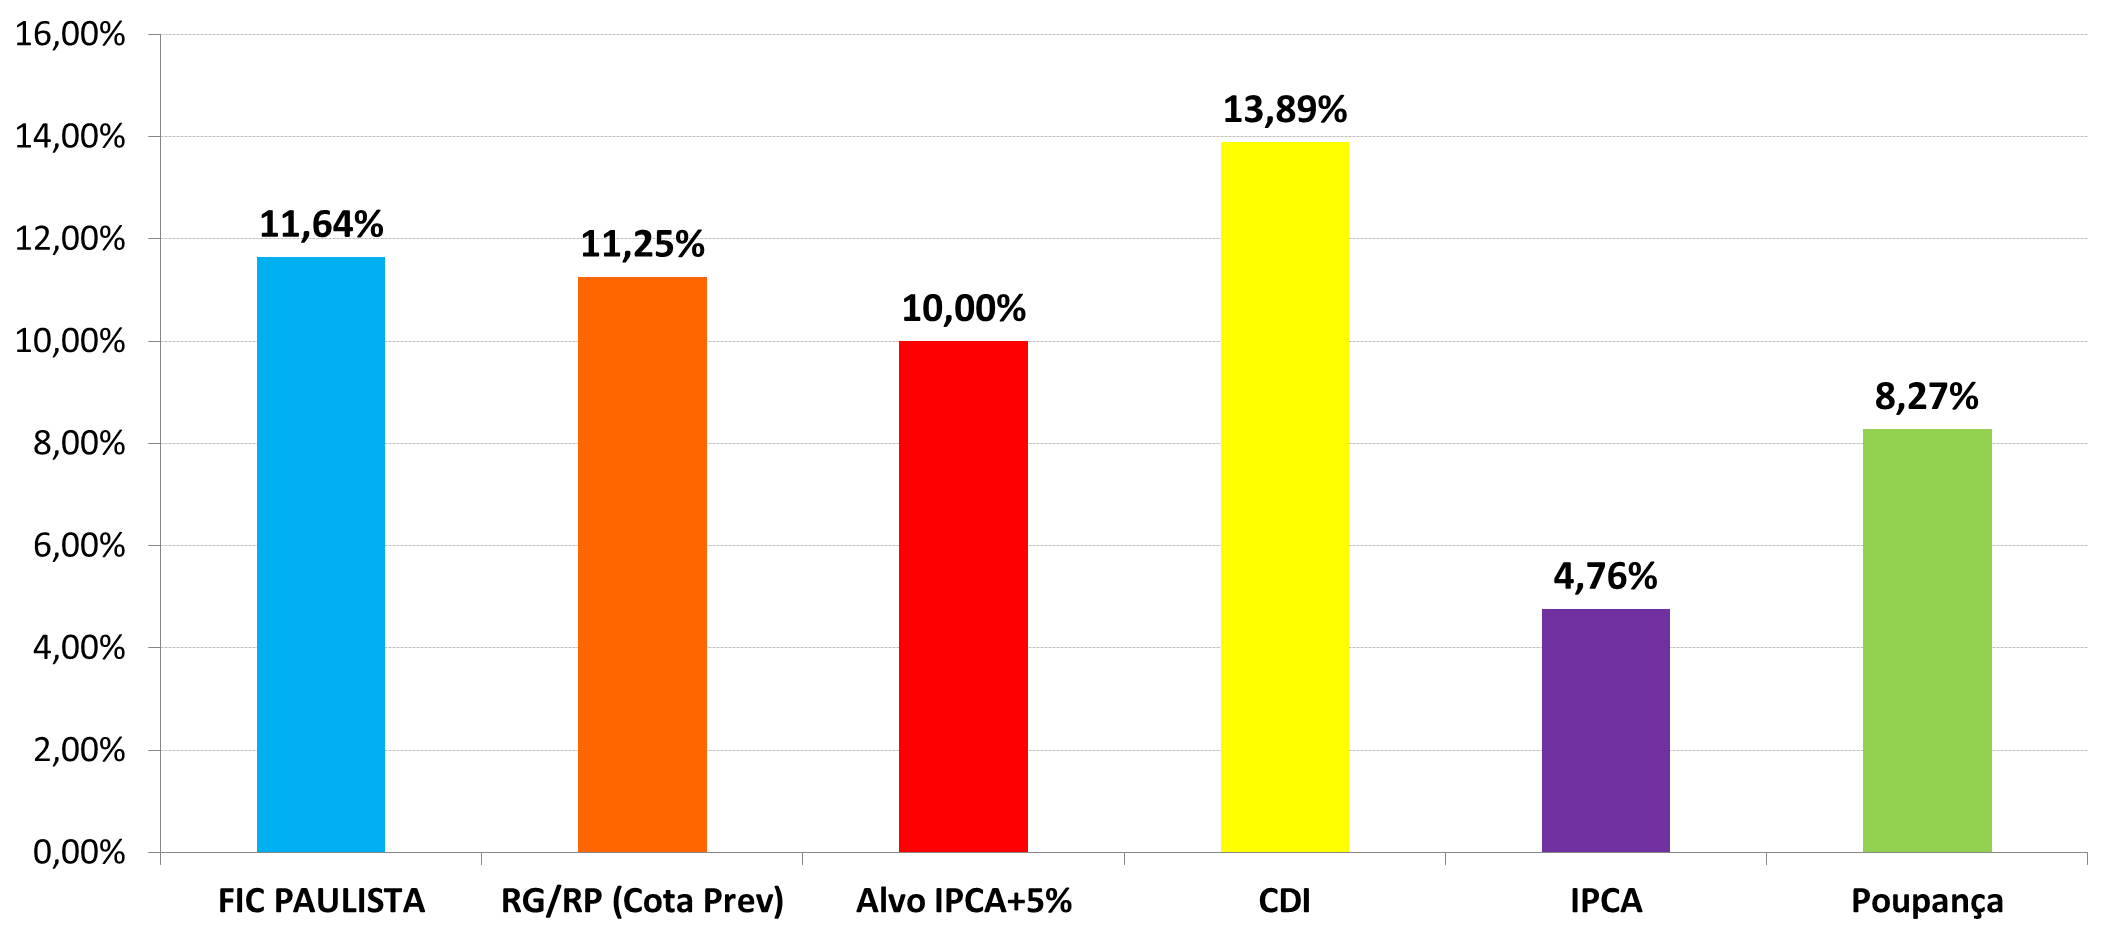 16,00%
14,00%
12,00%
10,00%
8,00%
6,00%
4,00%
2,00%
0,00%
11,64%
11,25%
10,00%
13,89%
4,76%
8,27%
FIC PAULISTA
RG/RP (Cota Prev)
Alvo IPCA+5%
CDI
IPCA
Poupança